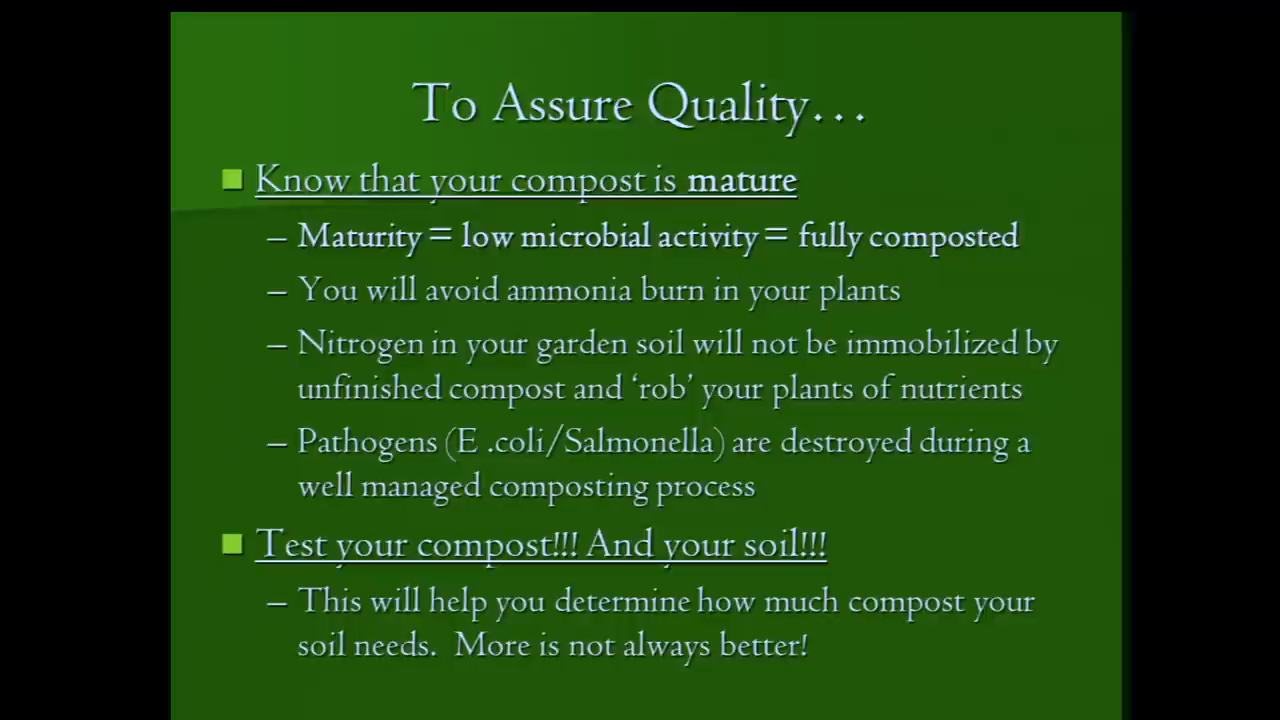 To Assure Quality…
Know that your compost is mature
– Maturity = low microbial activity = fully composted
– You will avoid ammonia burn in your plants
– Nitrogen in your garden soil will not be immobilized by
unfinished compost and ‘rob’ your plants of nutrients
– Pathogens (E .coli/Salmonella) are destroyed during a
well managed composting process
Test your compost!!! And your soil!!!
– This will help you determine how much compost your
soil needs.  More is not always better!